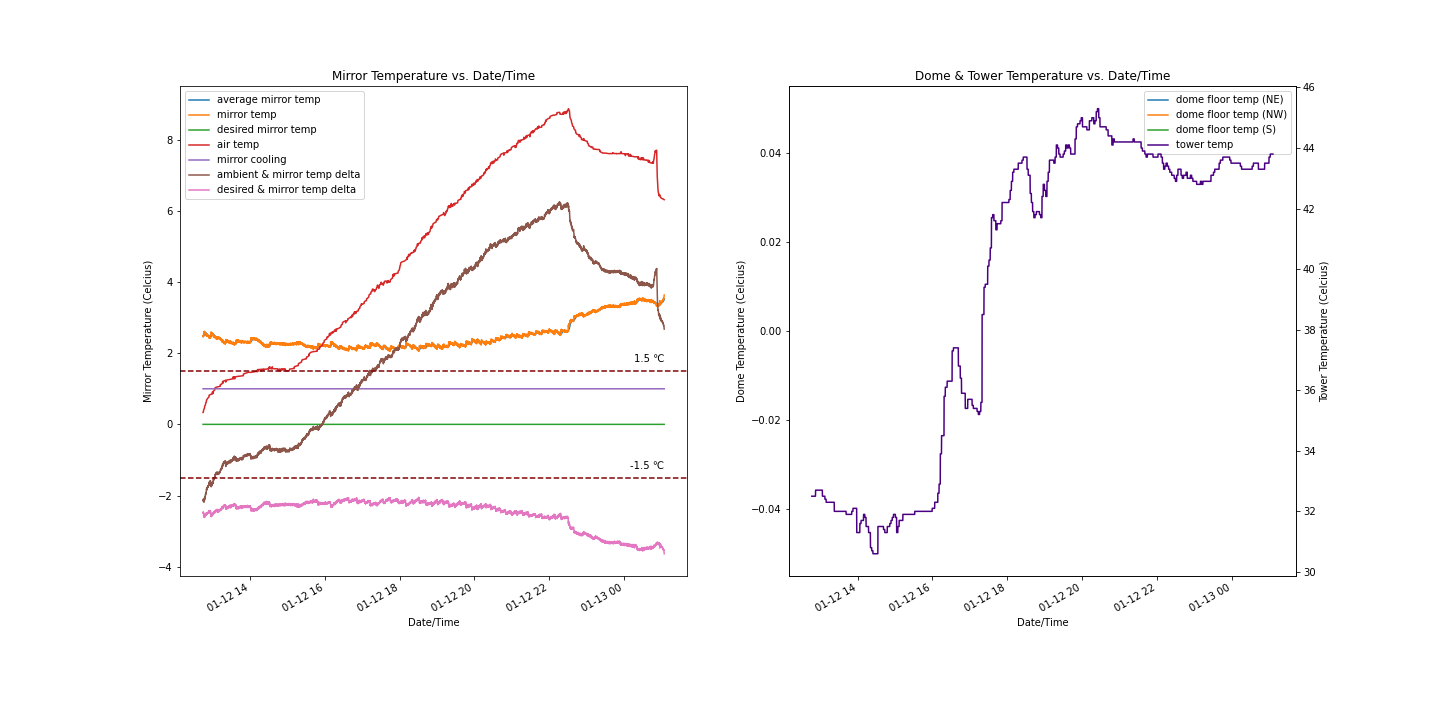 Mirror Temperature vs. Date/Time
average mirror temp
mirror temp
desired mirror temp
air temp
mirror cooling
ambient & mirror temp delta
desired & mirror temp delta
Mirror Temperature (Celcius)
8
6
4
2
0
−2
−4
1.5 °C
-1.5 °C
01-12 14
01-12 16
01-12 18
01-12 20
01-12 22
01-13 00
Date/Time
Dome & Tower Temperature vs. Date/Time
dome floor temp (NE)
dome floor temp (NW)
dome floor temp (S)
tower temp
Dome Temperature (Celcius)
0.04
0.02
0.00
−0.02
−0.04
46
44
42
40
38
36
34
32
30
Tower Temperature (Celcius)
01-12 14
01-12 16
01-12 18
01-12 20
01-12 22
01-13 00
Date/Time